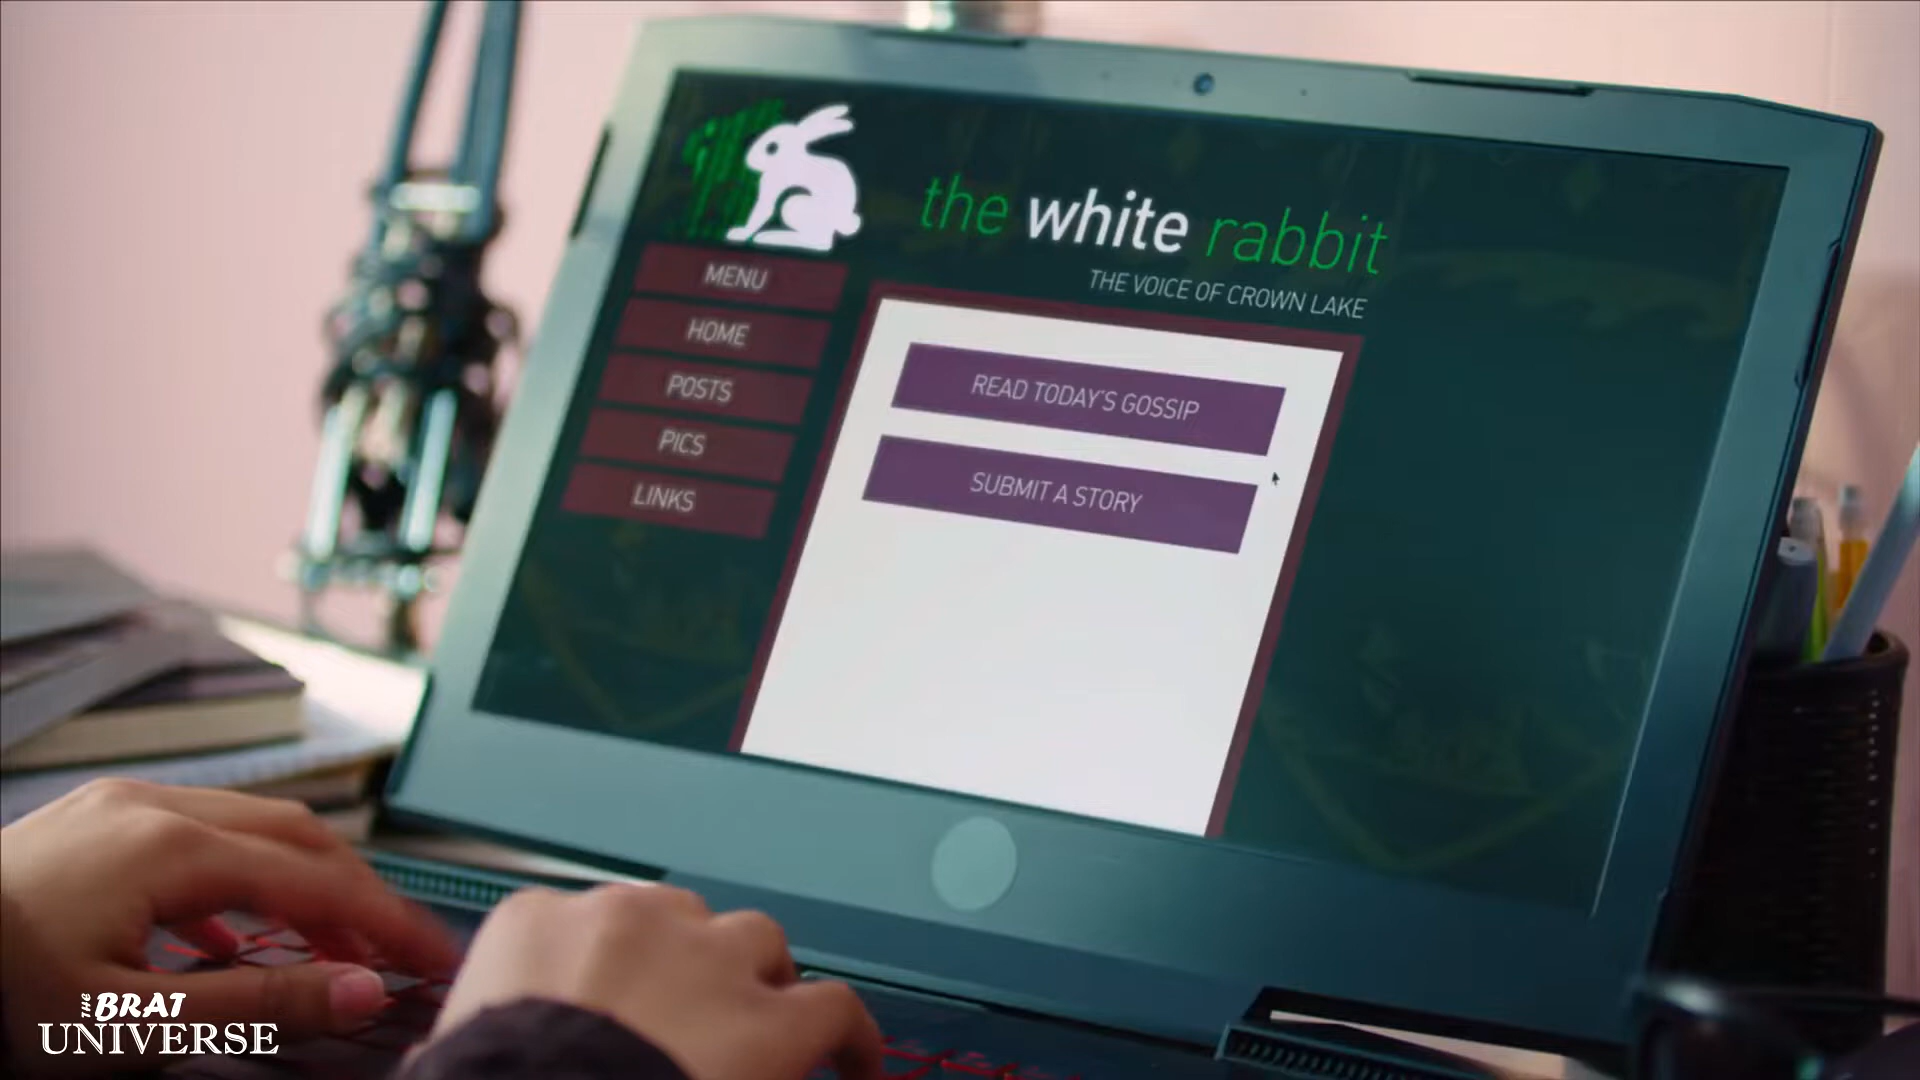 the white rabbit
THE VOICE OF CROWN LAKE
MENU
HOME
POSTS
PICS
LINKS
READ TODAY'S GOSSIP
SUBMIT A STORY
THE BRAT
UNIVERSE